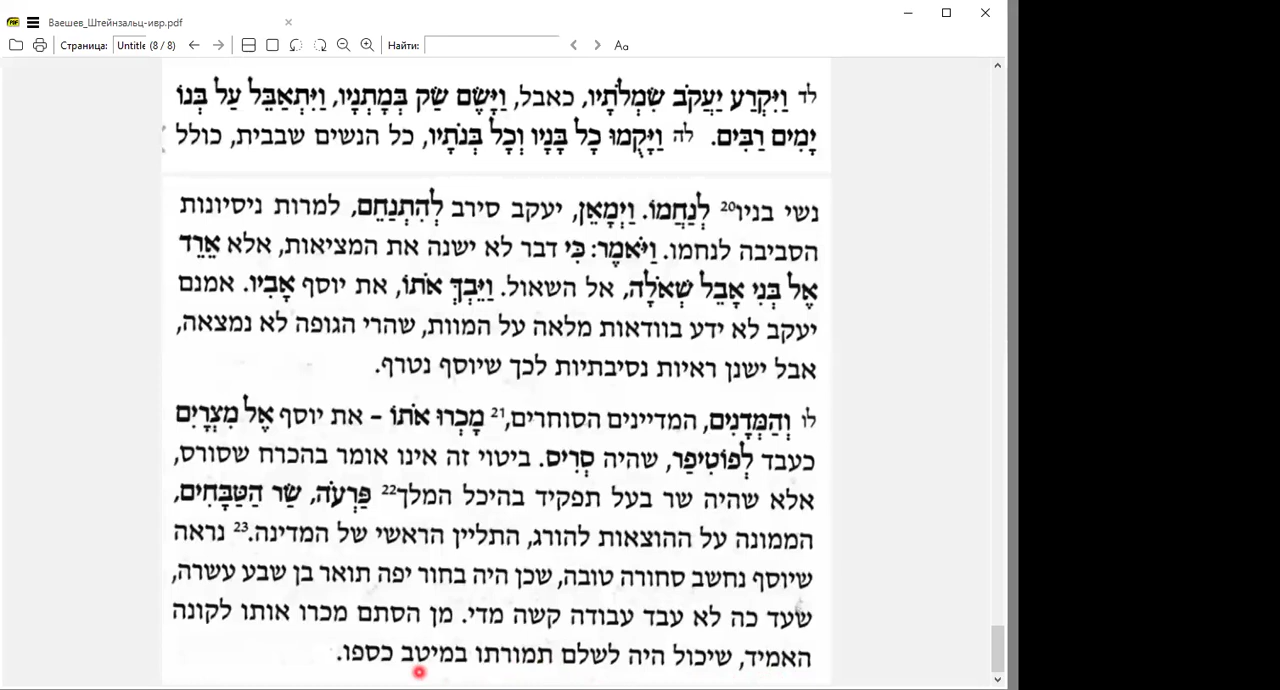 Ваешев_Штейнзальц-ивр.pdf
Страница: Untitle (8 / 8) Найти: Aa
לד וַיִּקְרַע יַעֲקֹב שִׂמְלֹתָיו, כאבל, וַיָּשֶׂם שַׂק בְּמָתְנָיו, וַיִּתְאַבֵּל עַל בְּנוֹ
יָמִים רַבִּים. לה וַיָּקֻמוּ כָל בָּנָיו וְכָל בְּנֹתָיו, כל הנשים שבבית, כולל
נשי בניו20 לְנַחֲמוֹ. וַיְמָאֵן, יעקב סירב לְהִתְנַחֵם, למרות ניסיונות
הסביבה לנחמו. וַיֹּאמֶר: כִּי דבר לא ישנה את המציאות, אלא אֵרֵד
אֶל בְּנִי אָבֵל שְׁאֹלָה, אל השאול. וַיֵּבְךְּ אֹתוֹ, את יוסף אָבִיו. אמנם
יעקב לא ידע בוודאות מלאה על המוות, שהרי הגופה לא נמצאה,
אבל ישנן ראיות נסיבתיות לכך שיוסף נטרף.
לו וְהַמְּדָנִים, המדיינים הסוחרים,21 מָכְרוּ אֹתוֹ – את יוסף אֶל מִצְרָיִם
כעבד לְפוֹטִיפַר, שהיה סְרִיס. ביטוי זה אינו אומר בהכרח שסורס,
אלא שהיה שר בעל תפקיד בהיכל המלך22 פַּרְעֹה, שַׂר הַטַּבָּחִים,
הממונה על ההוצאות להורג, התליין הראשי של המדינה.23 נראה
שיוסף נחשב סחורה טובה, שכן היה בחור יפה תואר בן שבע עשרה,
שעד כה לא עבד עבודה קשה מדי. מן הסתם מכרו אותו לקונה
האמיד, שיכול היה לשלם תמורתו במיטב כספו.